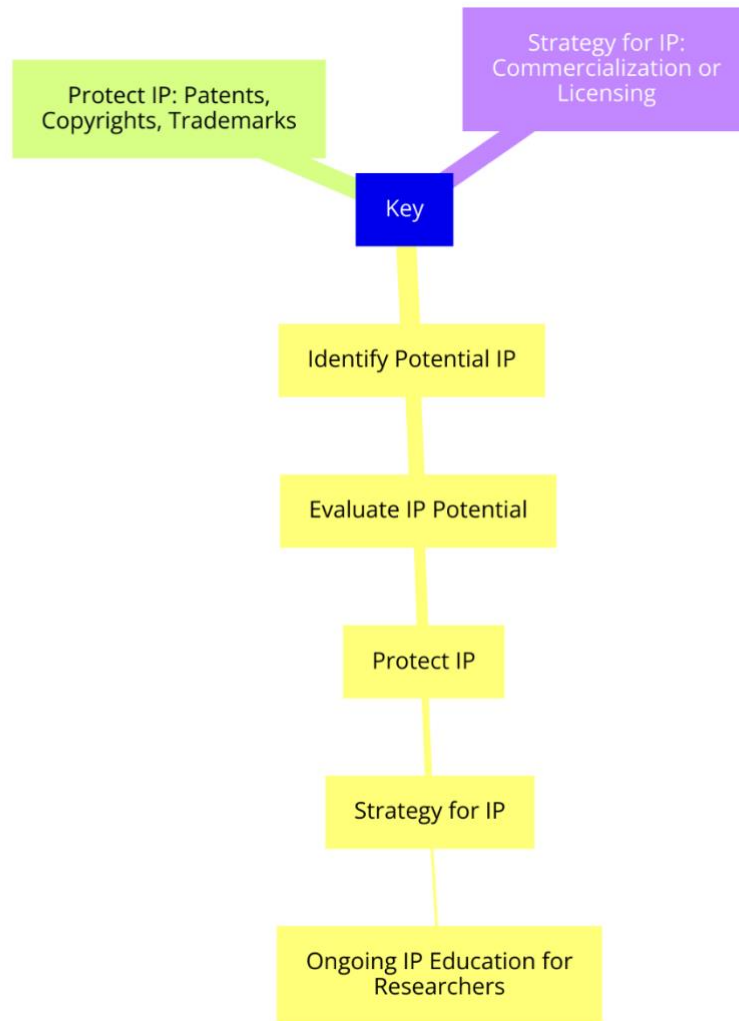 Strategy for IP:
Commercialization or
Licensing
Protect IP: Patents,
Copyrights, Trademarks
Key
Identify Potential IP
Evaluate IP Potential
Protect IP
Strategy for IP
Ongoing IP Education for
Researchers